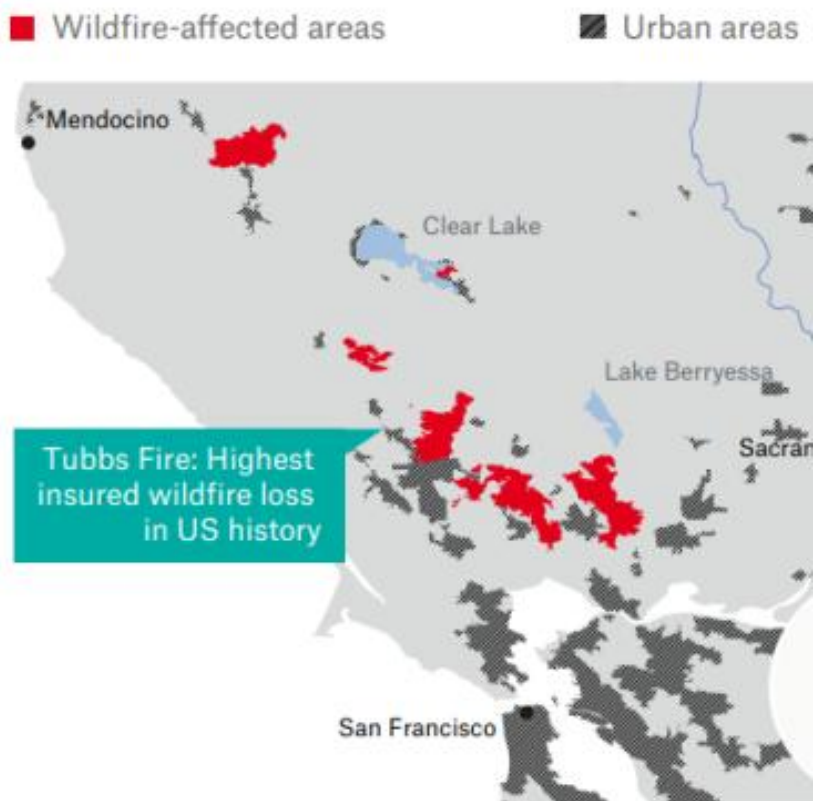 Wildfire-affected areas
Urban areas
Mendocino
Clear Lake
Lake Berryessa
Sacram
Tubbs Fire: Highest
insured wildfire loss
in US history
San Francisco